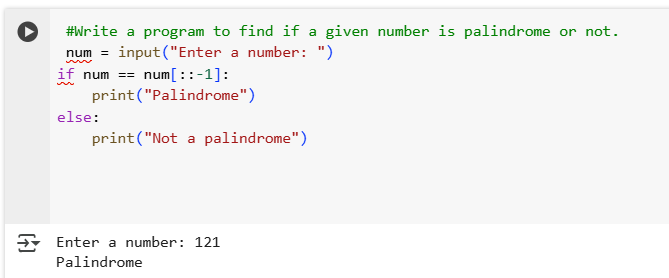 #Write a program to find if a given number is palindrome or not.
 num = input("Enter a number: ")
if num == num[::-1]:
    print("Palindrome")
else:
    print("Not a palindrome")
Enter a number: 121
Palindrome